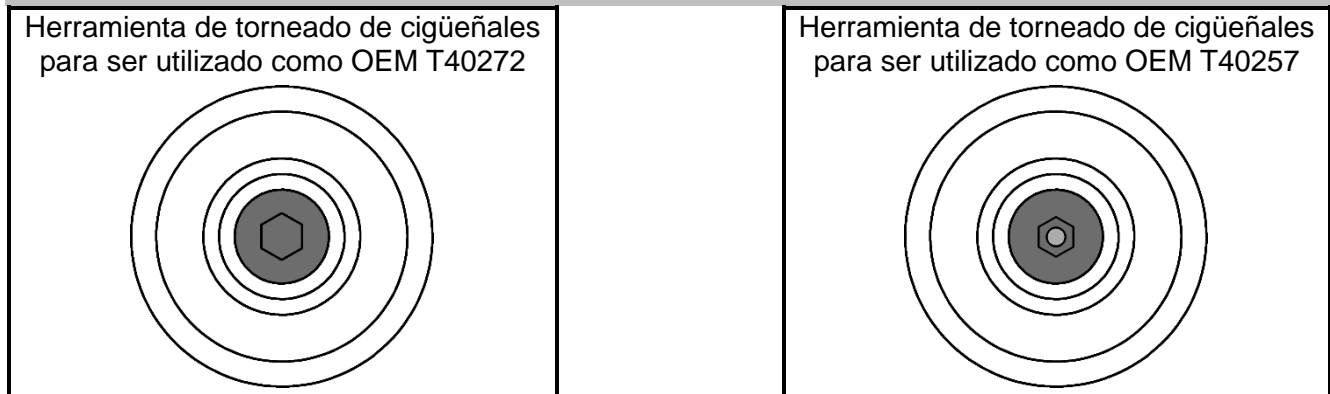 Herramienta de torneado de cigüeñales
para ser utilizado como OEM T40272
Herramienta de torneado de cigüeñales
para ser utilizado como OEM T40257